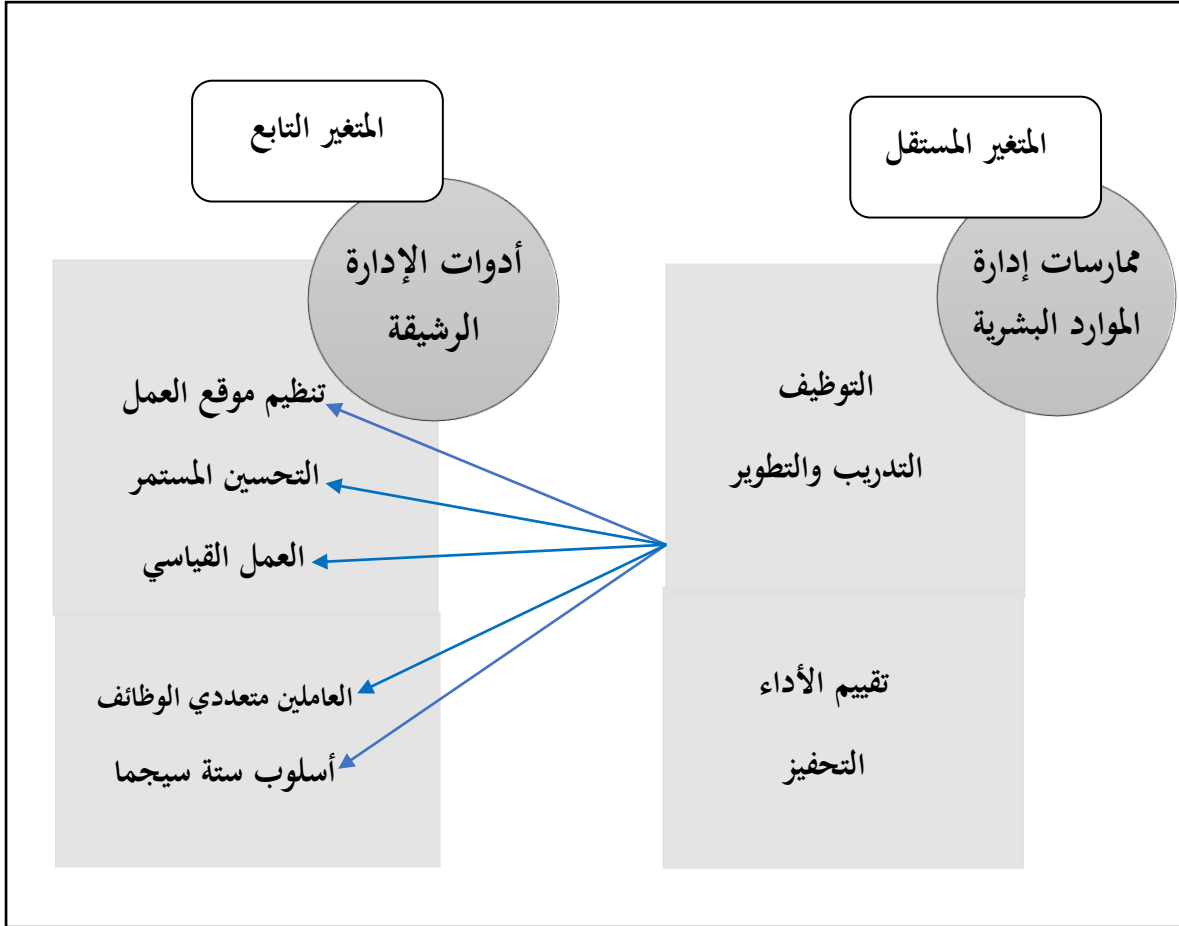 المتغير المستقل
ممارسات إدارة
الموارد البشرية
التوظيف
التدريب والتطوير
تقييم الأداء
التحفيز
المتغير التابع
أدوات الإدارة
الرشيقة
تنظيم موقع العمل
التحسين المستمر
العمل القياسي
العاملين متعددي الوظائف
أسلوب ستة سيجما